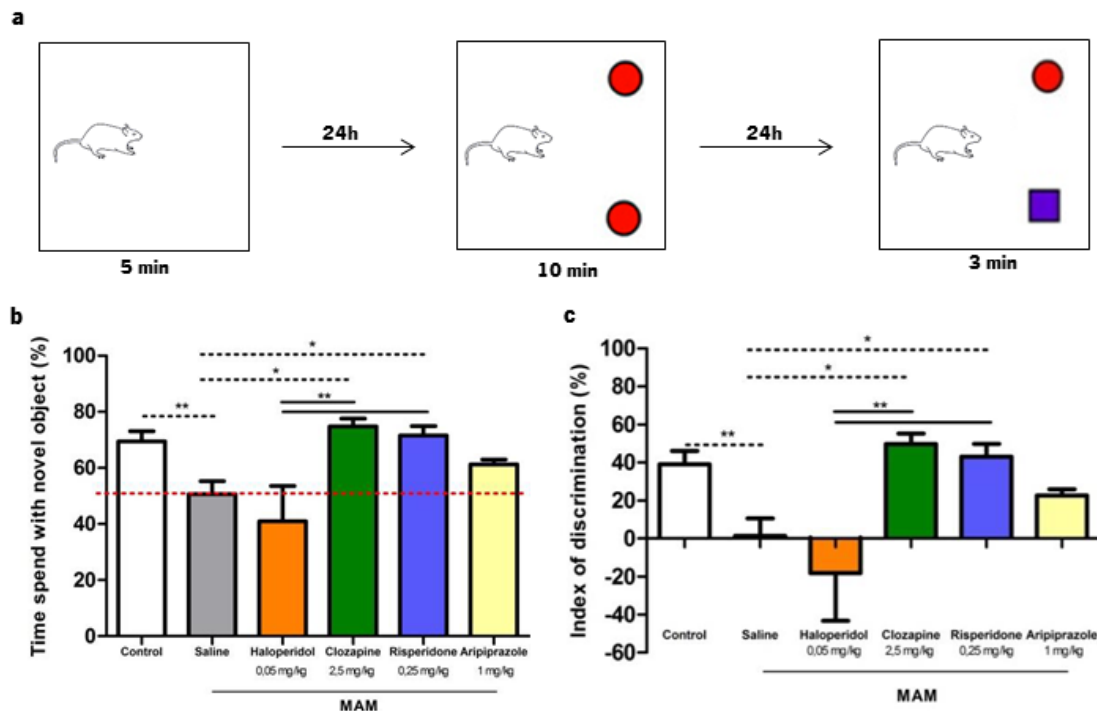 a
24h
24h
5 min
10 min
3 min
b
Time spend with novel object (%)
100
80
60
40
20
0
*
*
**
**
Control
Saline
Haloperidol
0,05 mg/kg
Clozapine
2,5 mg/kg
Risperidone
0,25 mg/kg
Aripiprazole
1 mg/kg
MAM
c
Index of discrimination (%)
100
80
60
40
20
0
-20
-40
-60
*
*
**
**
Control
Saline
Haloperidol
0,05 mg/kg
Clozapine
2,5 mg/kg
Risperidone
0,25 mg/kg
Aripiprazole
1 mg/kg
MAM